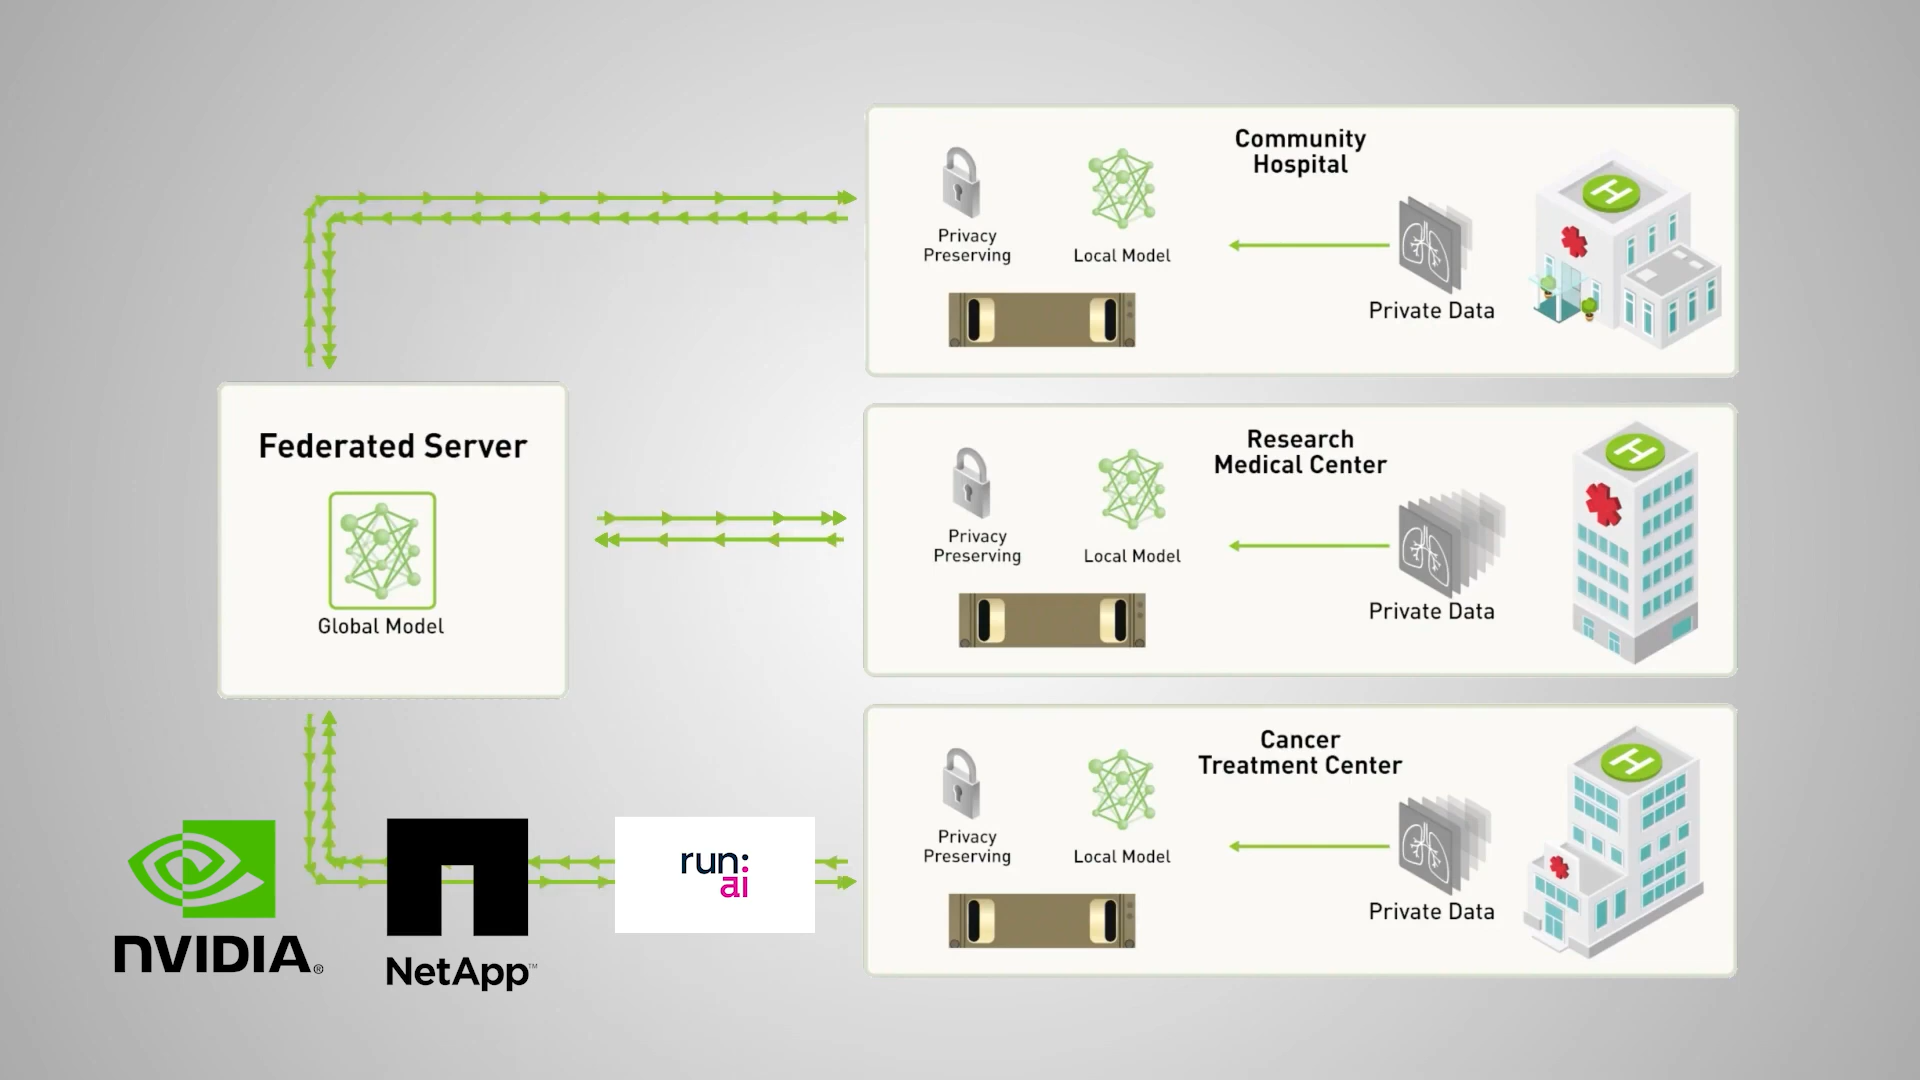 Community
Hospital
Privacy
Preserving
Local Model
Private Data
H
Federated Server
Global Model
Research
Medical Center
Privacy
Preserving
Local Model
Private Data
H
Cancer
Treatment Center
Privacy
Preserving
Local Model
Private Data
H
nVIDIA®
NetApp™
run:
ai